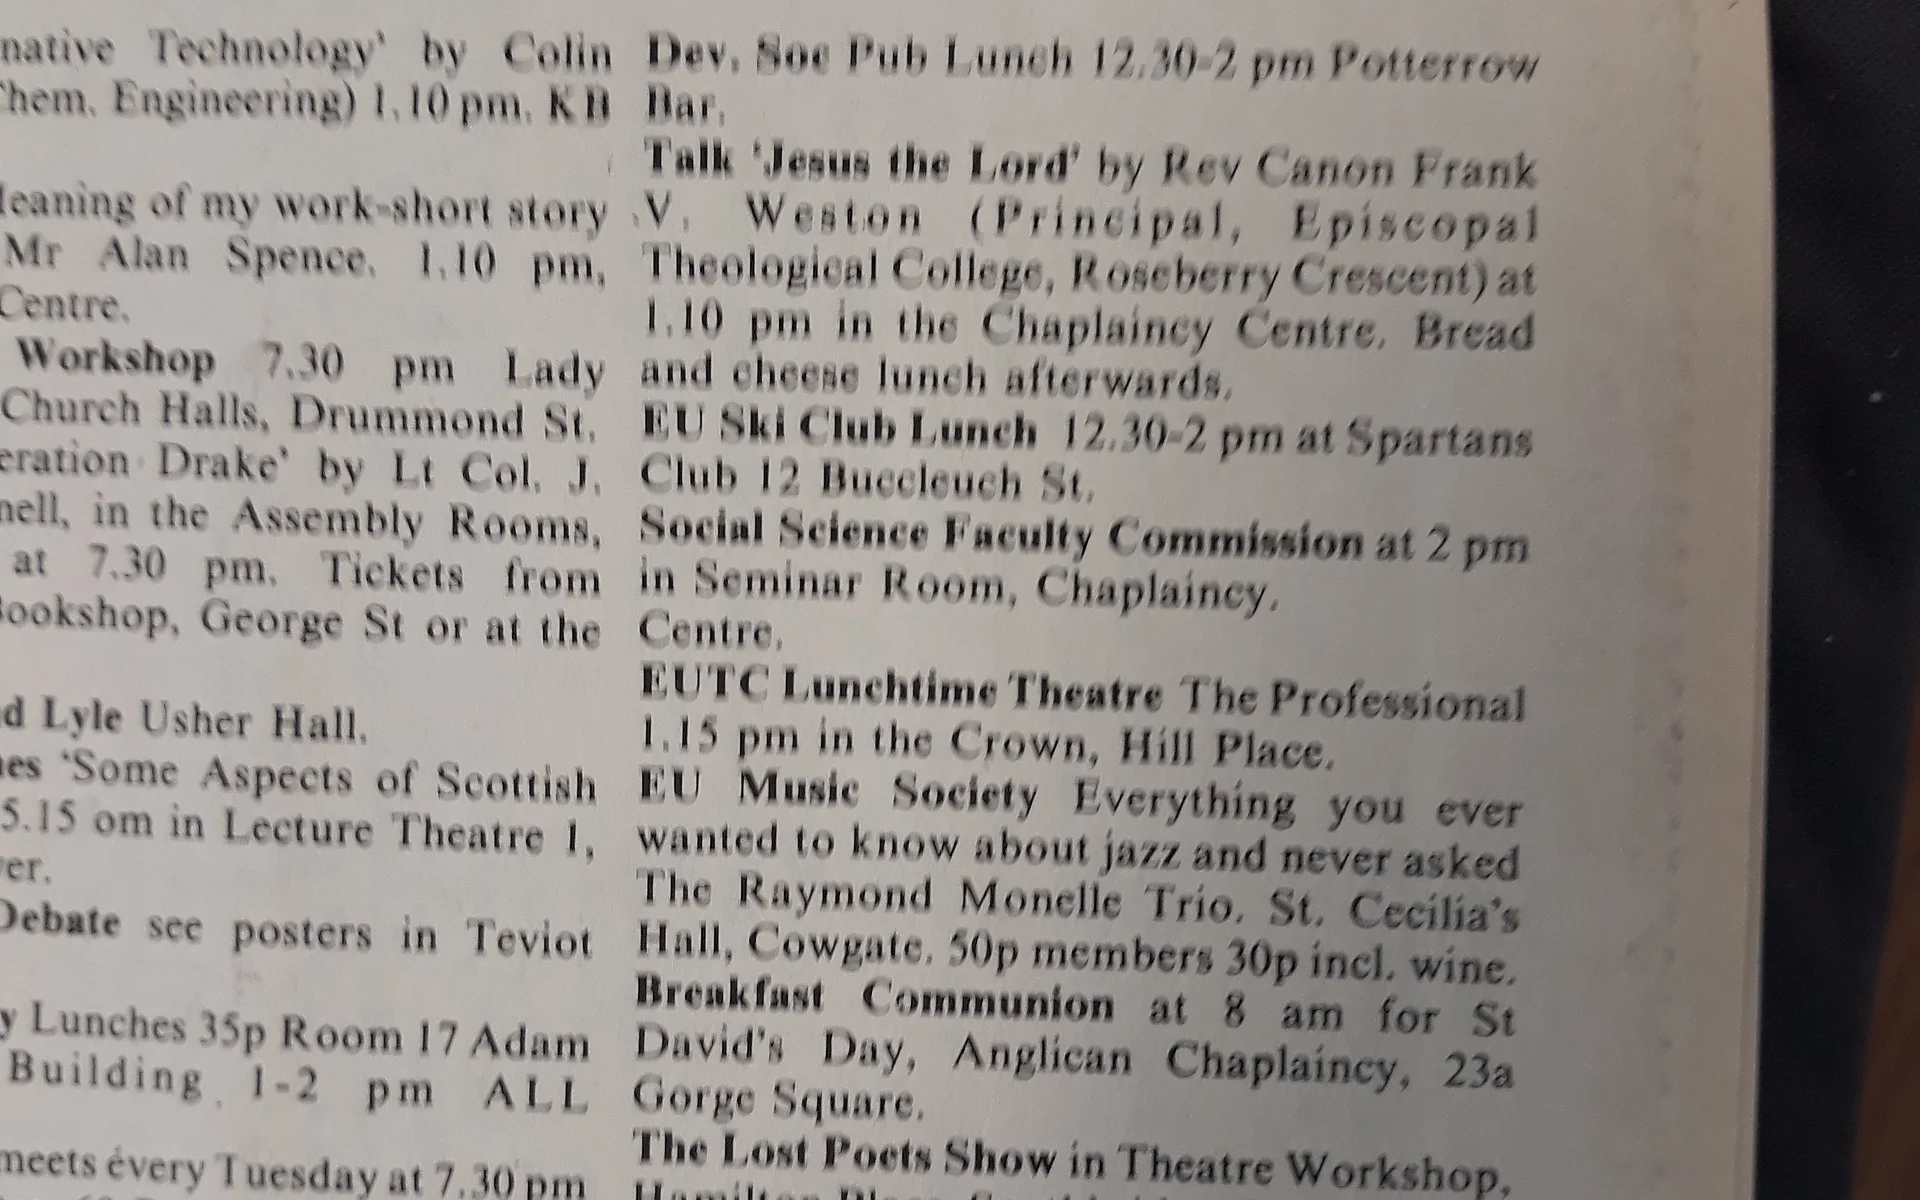 native Technology' by Colin
Chem. Engineering) 1.10 pm. KB
Meaning of my work-short story
Mr Alan Spence. 1.10 pm,
Centre.
Workshop 7.30 pm Lady
Church Halls, Drummond St.
eration Drake' by Lt Col. J.
nell, in the Assembly Rooms,
at 7.30 pm. Tickets from
Bookshop, George St or at the
d Lyle Usher Hall.
nes 'Some Aspects of Scottish
5.15 om in Lecture Theatre 1,
er.
Debate see posters in Teviot
y Lunches 35p Room 17 Adam
Building 1-2 pm ALL
meets every Tuesday at 7.30 pm
Dev. Soc Pub Lunch 12.30-2 pm Potterrow
Bar.
Talk 'Jesus the Lord' by Rev Canon Frank
V. Weston (Principal, Episcopal
Theological College, Roseberry Crescent) at
1.10 pm in the Chaplaincy Centre. Bread
and cheese lunch afterwards.
EU Ski Club Lunch 12.30-2 pm at Spartans
Club 12 Buccleuch St.
Social Science Faculty Commission at 2 pm
in Seminar Room, Chaplaincy.
Centre.
EUTC Lunchtime Theatre The Professional
1.15 pm in the Crown, Hill Place.
EU Music Society Everything you ever
wanted to know about jazz and never asked
The Raymond Monelle Trio. St. Cecilia's
Hall, Cowgate. 50p members 30p incl. wine.
Breakfast Communion at 8 am for St
David's Day, Anglican Chaplaincy, 23a
Gorge Square.
The Lost Poets Show in Theatre Workshop,
Hamilton Place